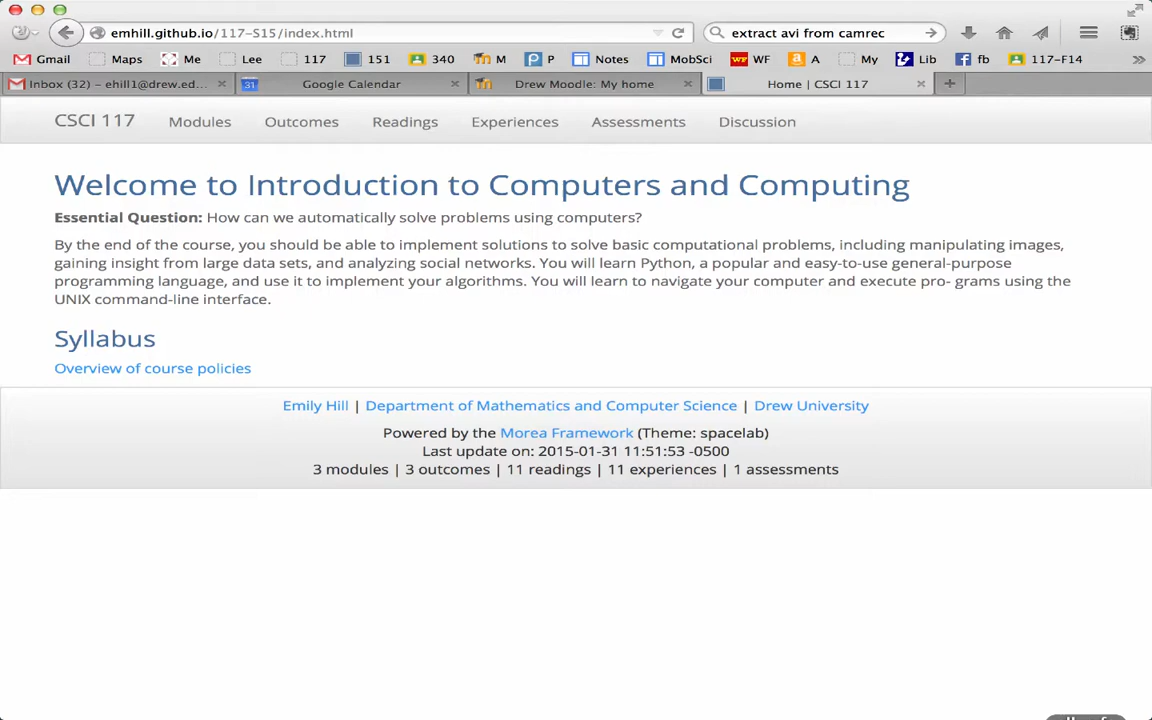 emhill.github.io/117-S15/index.html
extract avi from camrec
Gmail Maps Me Lee 117 151 340 M P Notes MobSci WF A My Lib fb 117-F14
Inbox (32) - ehill1@drew.ed... Google Calendar Drew Moodle: My home Home | CSCI 117
CSCI 117 Modules Outcomes Readings Experiences Assessments Discussion
Welcome to Introduction to Computers and Computing
Essential Question: How can we automatically solve problems using computers?
By the end of the course, you should be able to implement solutions to solve basic computational problems, including manipulating images,
gaining insight from large data sets, and analyzing social networks. You will learn Python, a popular and easy-to-use general-purpose
programming language, and use it to implement your algorithms. You will learn to navigate your computer and execute pro- grams using the
UNIX command-line interface.
Syllabus
Overview of course policies
Emily Hill | Department of Mathematics and Computer Science | Drew University
Powered by the Morea Framework (Theme: spacelab)
Last update on: 2015-01-31 11:51:53 -0500
3 modules | 3 outcomes | 11 readings | 11 experiences | 1 assessments